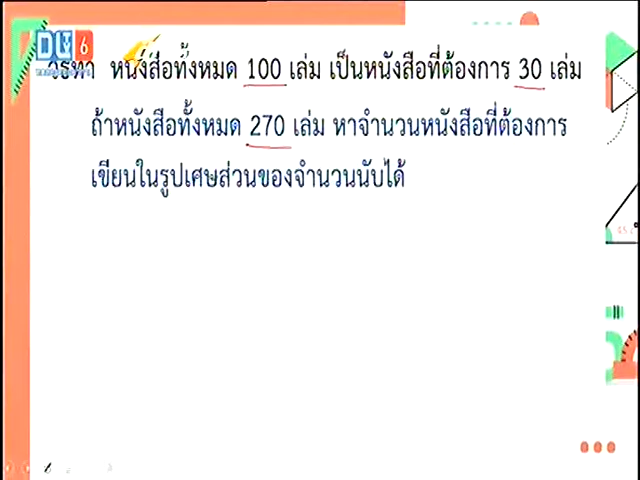 DLTV 6
วิธีทำ หนังสือทั้งหมด 100 เล่ม เป็นหนังสือที่ต้องการ 30 เล่ม
ถ้าหนังสือทั้งหมด 270 เล่ม หาจำนวนหนังสือที่ต้องการ
เขียนในรูปเศษส่วนของจำนวนนับได้